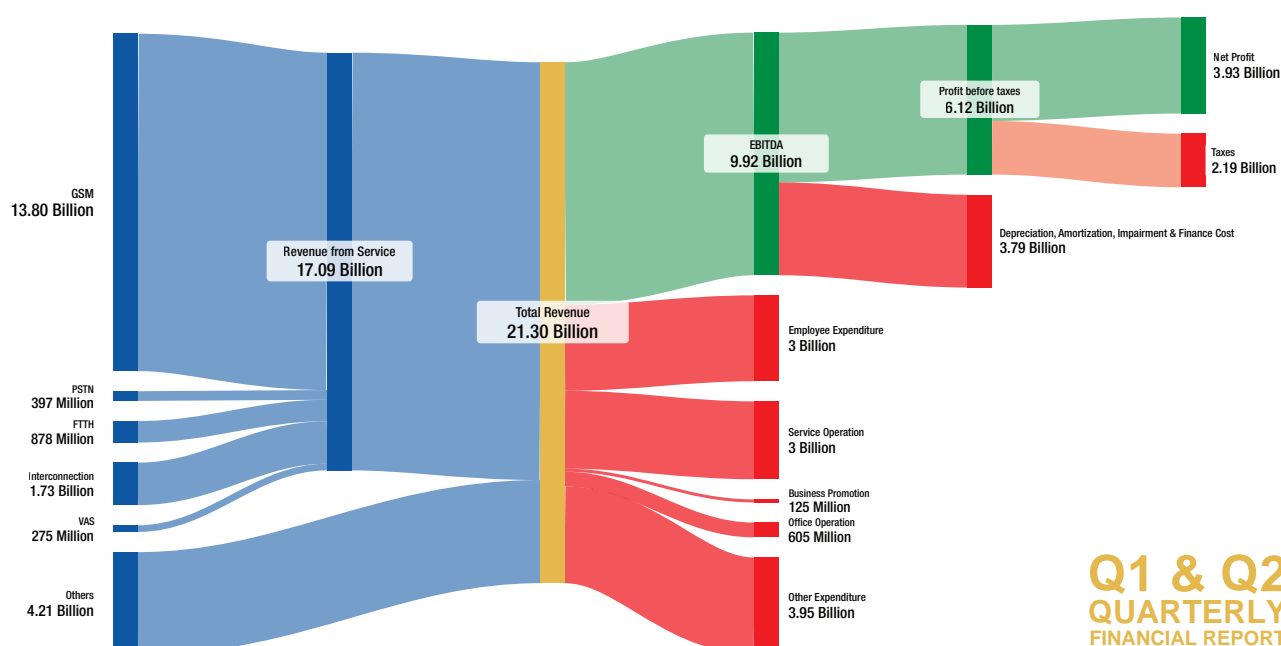 GSM
13.80 Billion
PSTN
397 Million
FTTH
878 Million
Interconnection
1.73 Billion
VAS
275 Million
Others
4.21 Billion
Revenue from Service
17.09 Billion
Total Revenue
21.30 Billion
EBITDA
9.92 Billion
Profit before taxes
6.12 Billion
Net Profit
3.93 Billion
Taxes
2.19 Billion
Depreciation, Amortization, Impairment & Finance Cost
3.79 Billion
Employee Expenditure
3 Billion
Service Operation
3 Billion
Business Promotion
125 Million
Office Operation
605 Million
Other Expenditure
3.95 Billion
Q1 & Q2
QUARTERLY
FINANCIAL REPORT